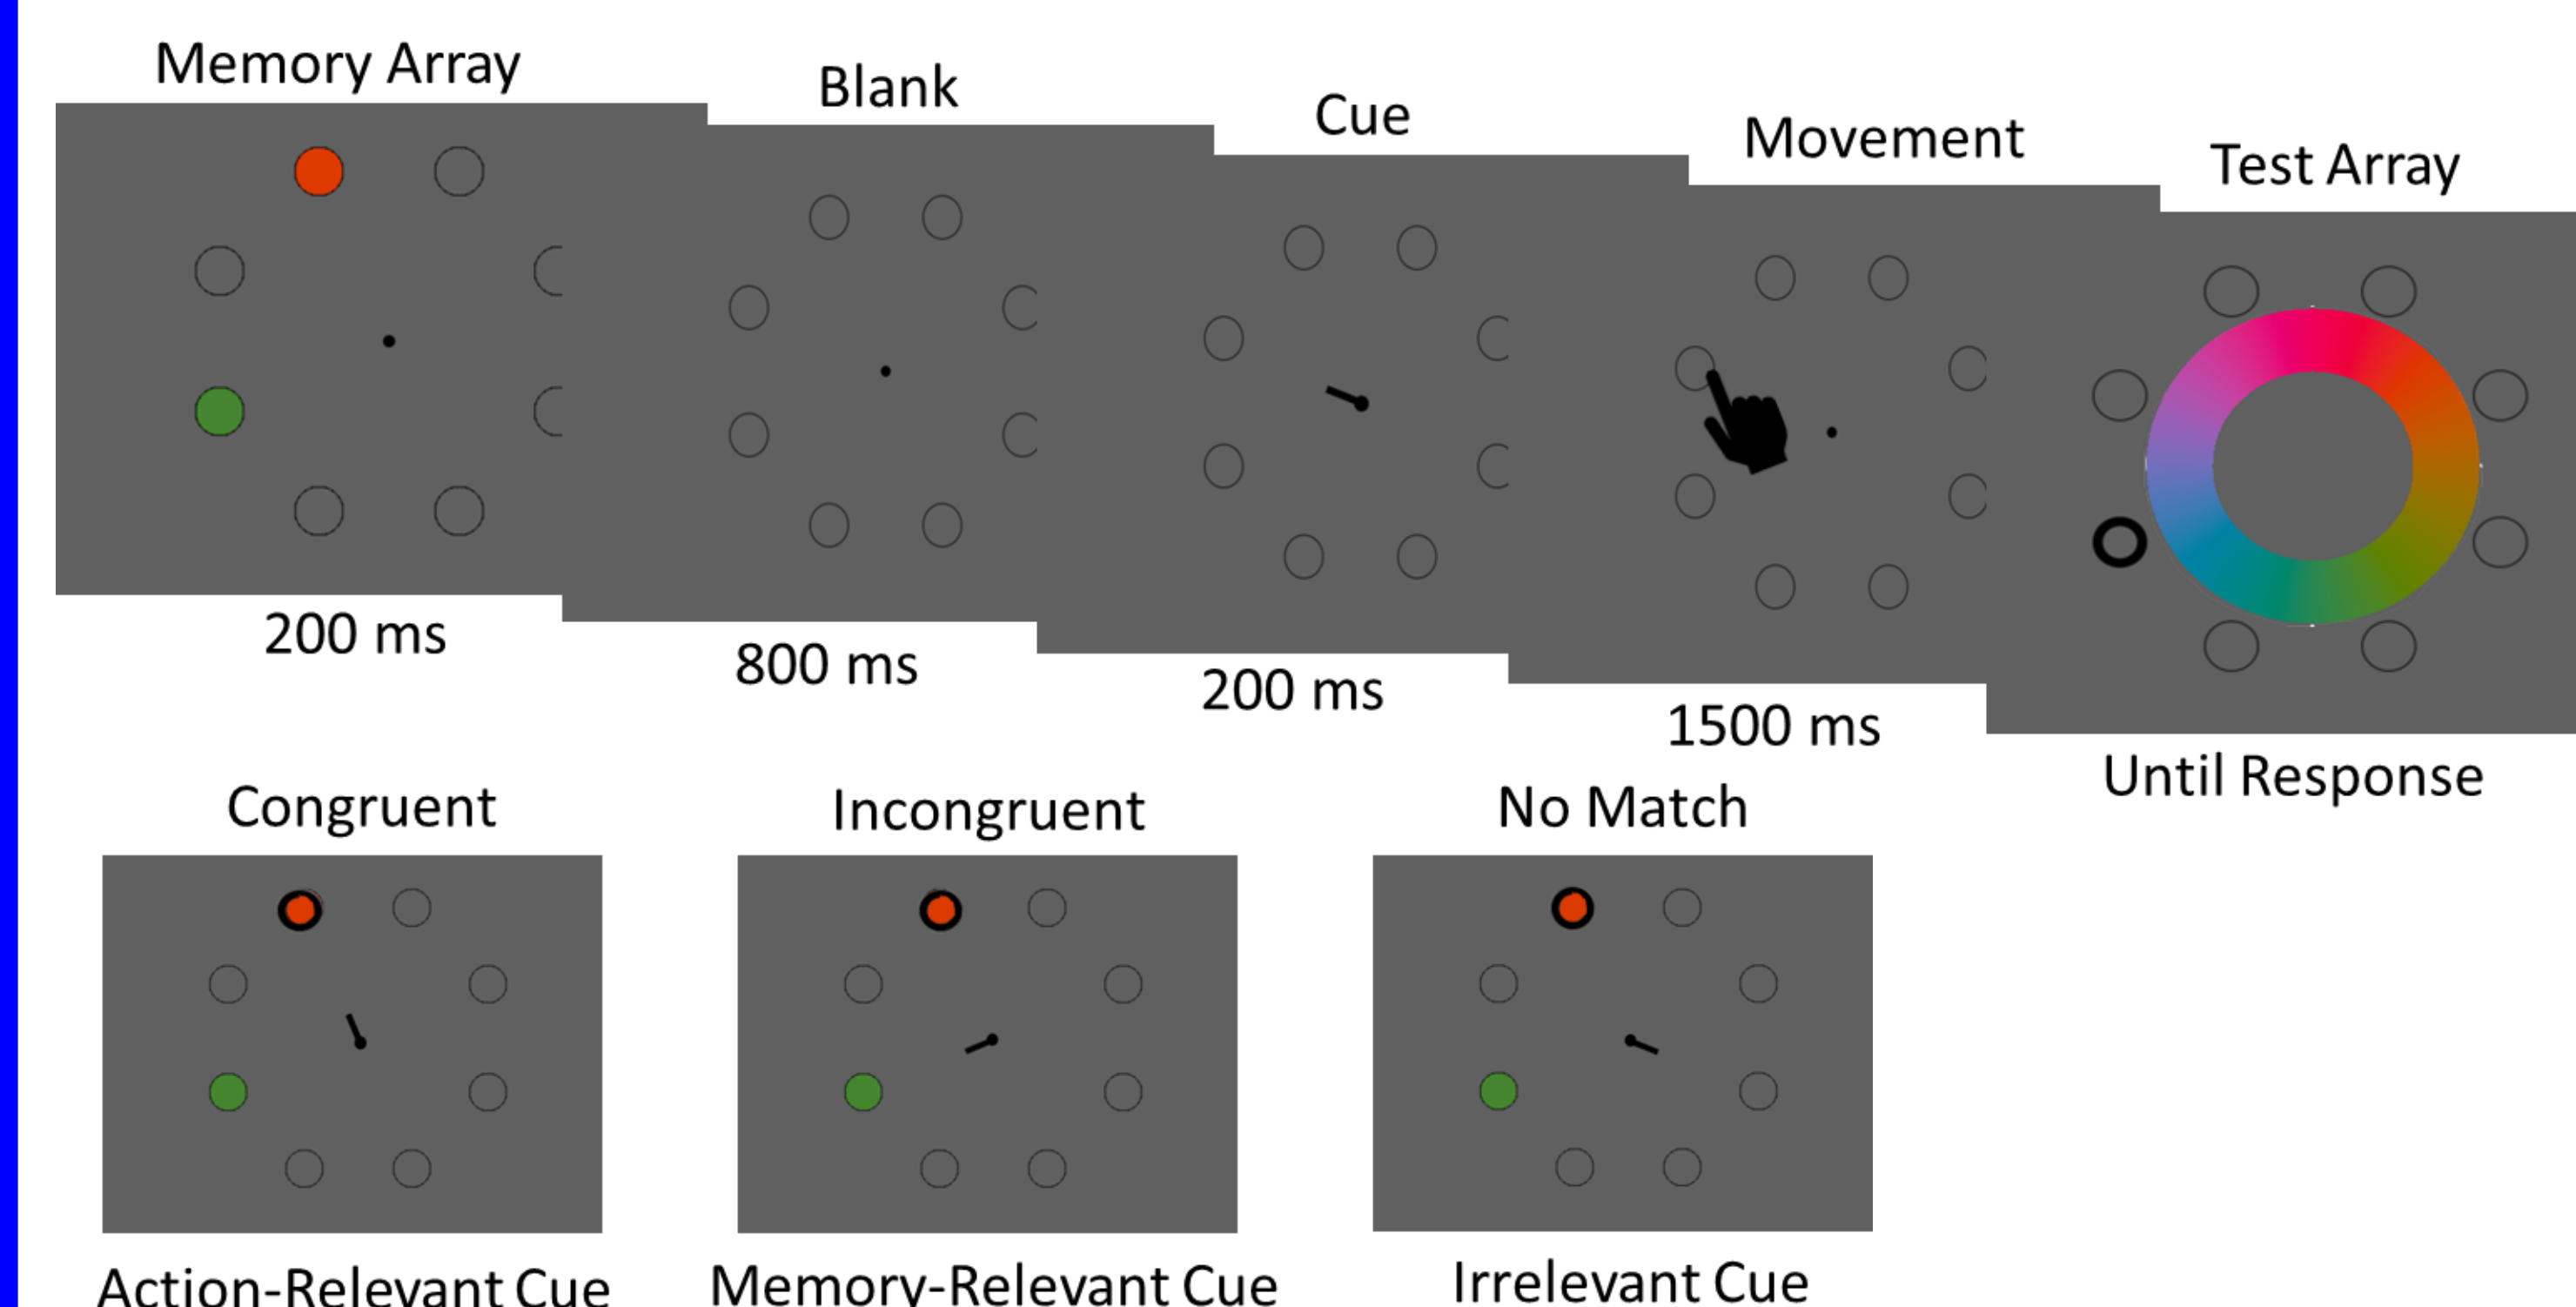 Memory Array
Blank
Cue
Movement
Test Array
200 ms
800 ms
200 ms
1500 ms
Until Response
Congruent
Incongruent
No Match
Action-Relevant Cue
Memory-Relevant Cue
Irrelevant Cue